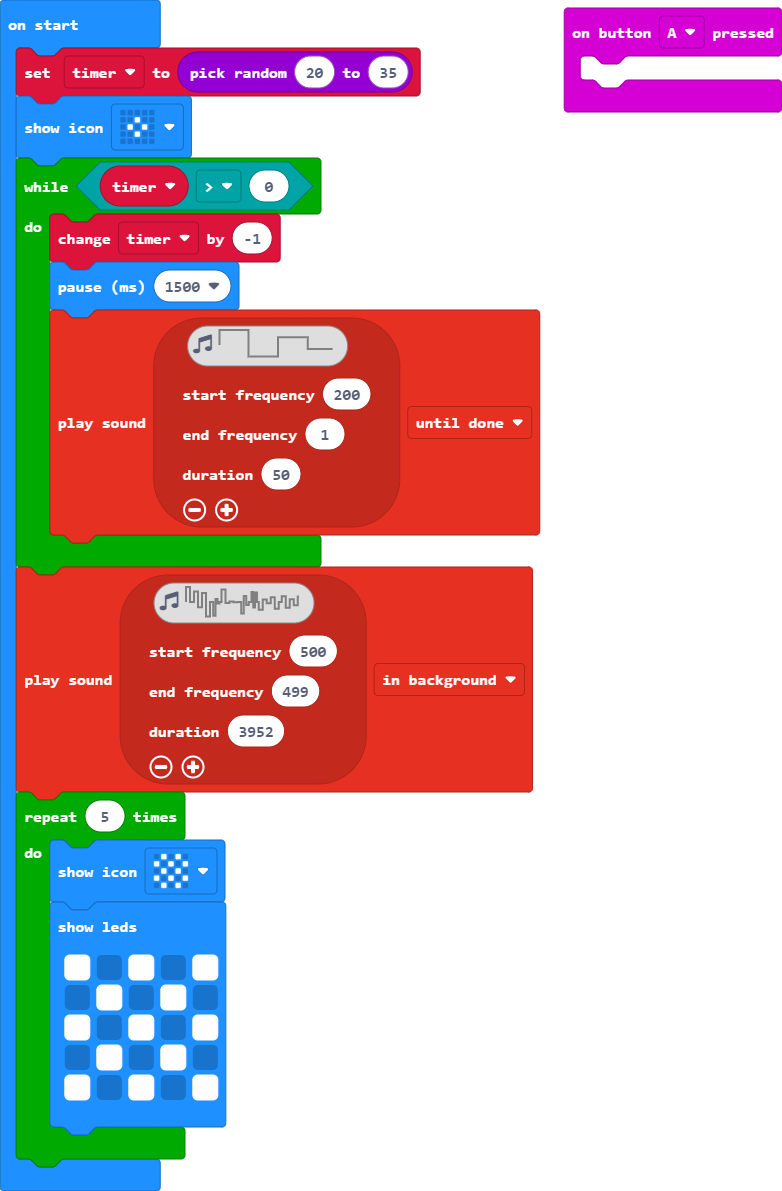 on start
set timer to pick random 20 to 35
show icon
while timer > 0
do
change timer by -1
pause (ms) 1500
start frequency 200
end frequency 1
play sound until done
duration 50
play sound in background
start frequency 500
end frequency 499
duration 3952
repeat 5 times
do
show icon
show leds
on button A pressed